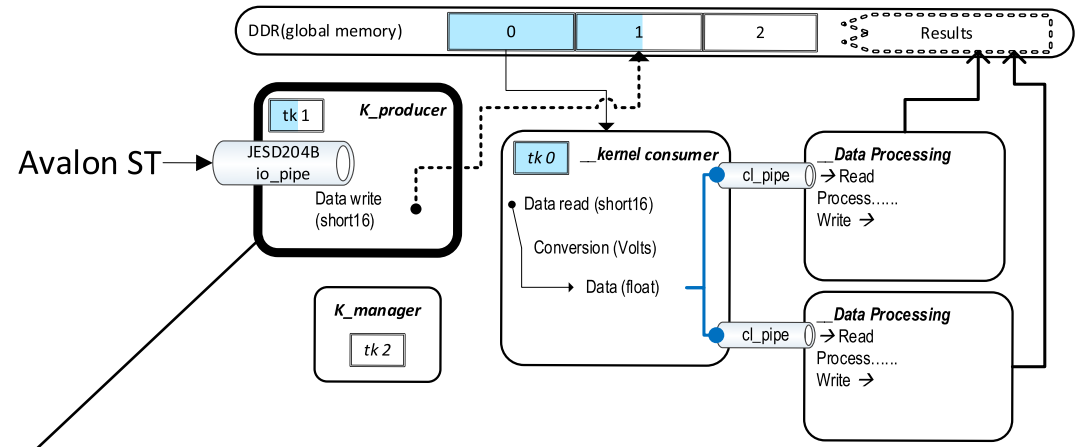 DDR(global memory)
0
1
2
Results
tk 1
K_producer
Avalon ST
JESD204B
io_pipe
Data write
(short16)
K_manager
tk 2
tk 0
__kernel consumer
Data read (short16)
Conversion (Volts)
Data (float)
cl_pipe
__Data Processing
→ Read
Process......
Write →
cl_pipe
__Data Processing
→ Read
Process......
Write →